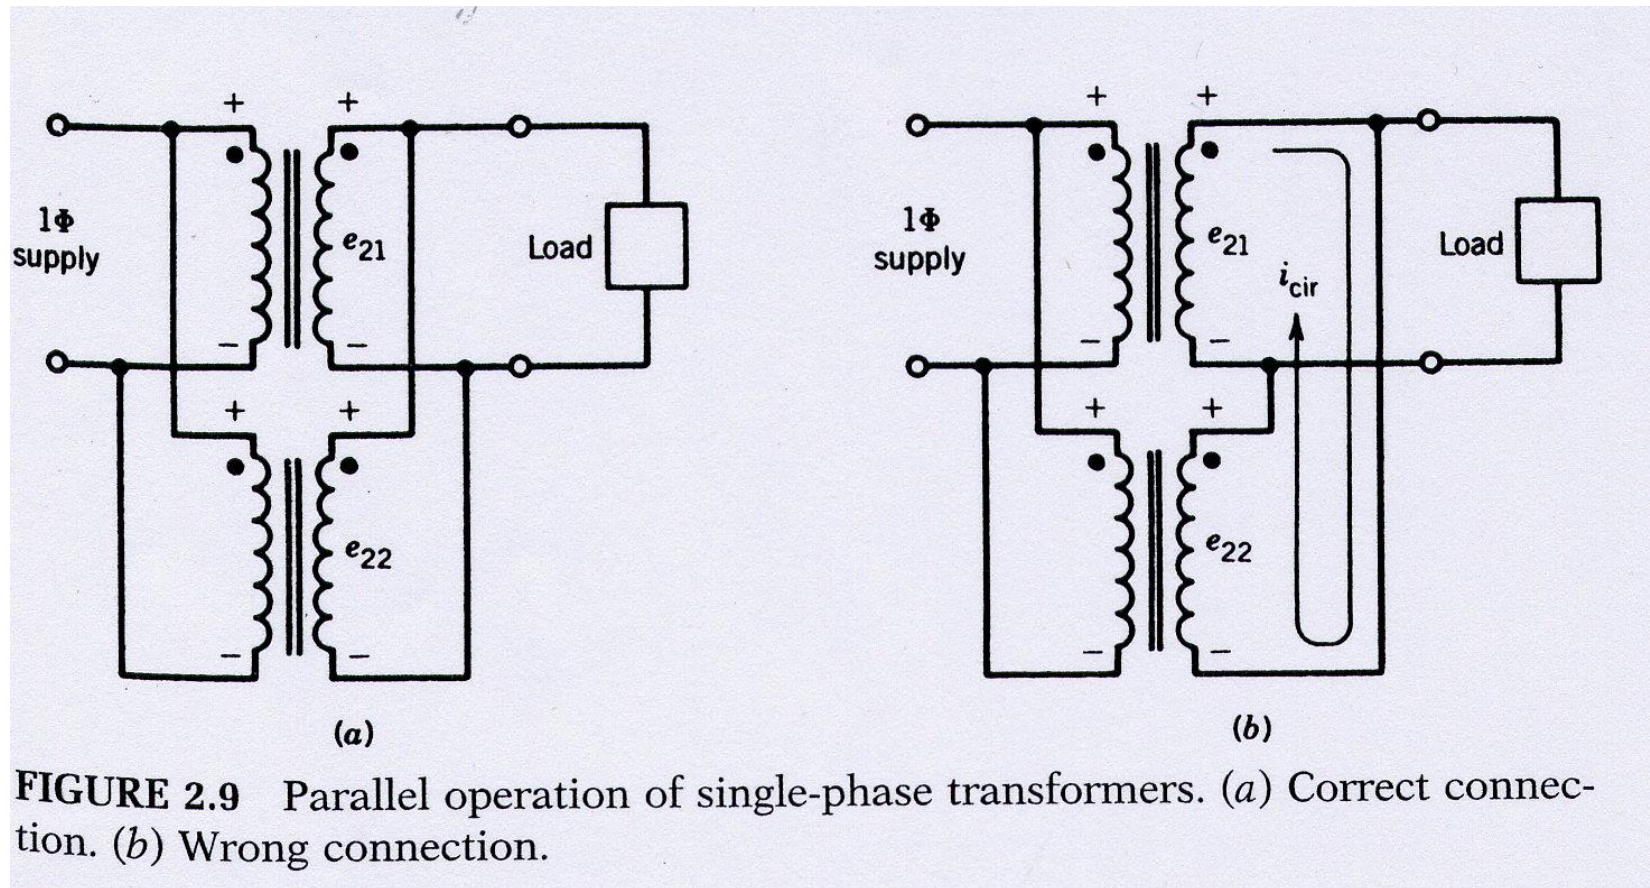 + +
1Φ
supply
e21
Load
− −
+ +
e22
− −
(a)
+ +
1Φ
supply
e21
icir
Load
− −
+ +
e22
− −
(b)
FIGURE 2.9 Parallel operation of single-phase transformers. (a) Correct connec-
tion. (b) Wrong connection.